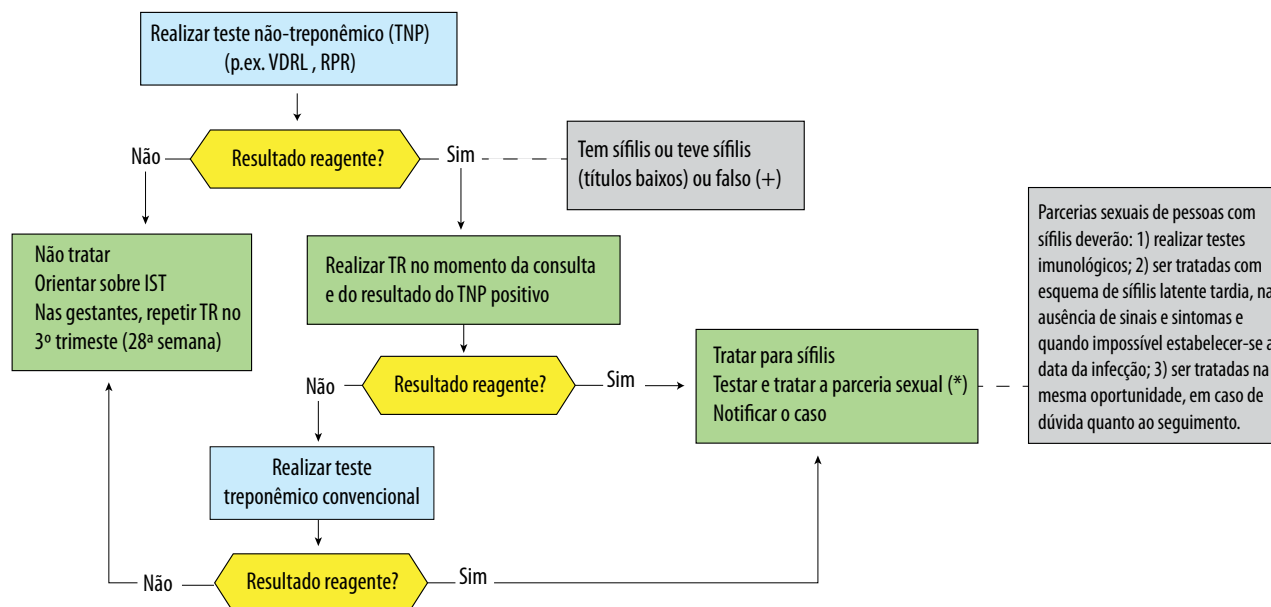 Realizar teste não-treponêmico (TNP)
(p.ex. VDRL , RPR)
Não
Resultado reagente?
Sim
Tem sífilis ou teve sífilis
(títulos baixos) ou falso (+)
Não tratar
Orientar sobre IST
Nas gestantes, repetir TR no
3º trimeste (28ª semana)
Realizar TR no momento da consulta
e do resultado do TNP positivo
Parcerias sexuais de pessoas com
sífilis deverão: 1) realizar testes
imunológicos; 2) ser tratadas com
esquema de sífilis latente tardia, na
ausência de sinais e sintomas e
quando impossível estabelecer-se a
data da infecção; 3) ser tratadas na
mesma oportunidade, em caso de
dúvida quanto ao seguimento.
Não
Resultado reagente?
Sim
Tratar para sífilis
Testar e tratar a parceria sexual (*)
Notificar o caso
Realizar teste
treponêmico convencional
Não
Resultado reagente?
Sim